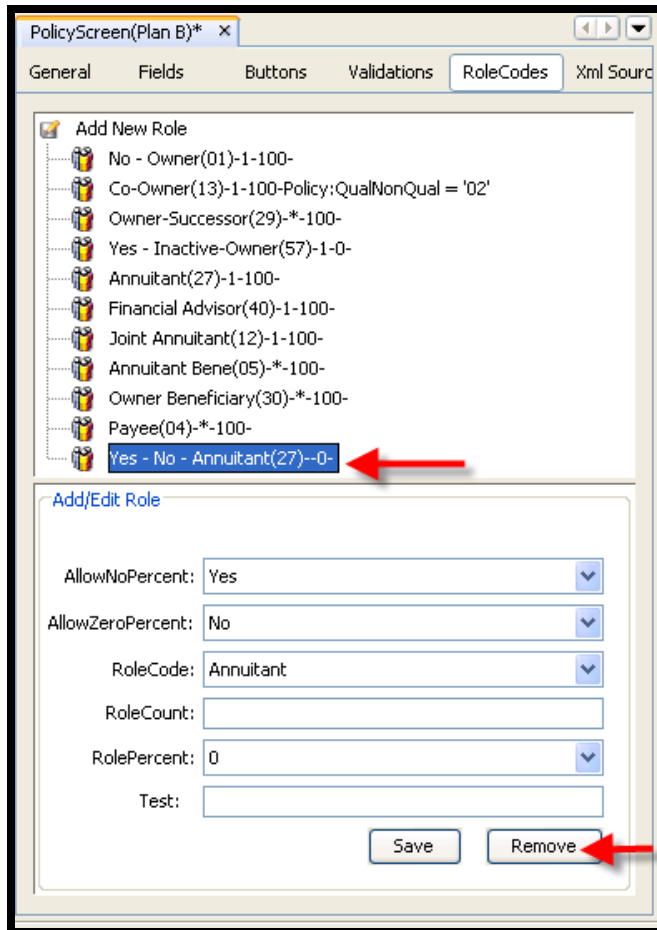 PolicyScreen(Plan B)* ×
General Fields Buttons Validations RoleCodes Xml Sourc
Add New Role
No - Owner(01)-1-100-
Co-Owner(13)-1-100-Policy:QualNonQual = '02'
Owner-Successor(29)-*-100-
Yes - Inactive-Owner(57)-1-0-
Annuitant(27)-1-100-
Financial Advisor(40)-1-100-
Joint Annuitant(12)-1-100-
Annuitant Bene(05)-*-100-
Owner Beneficiary(30)-*-100-
Payee(04)-*-100-
Yes - No - Annuitant(27)--0-
Add/Edit Role
AllowNoPercent: Yes
AllowZeroPercent: No
RoleCode: Annuitant
RoleCount:
RolePercent: 0
Test:
Save Remove